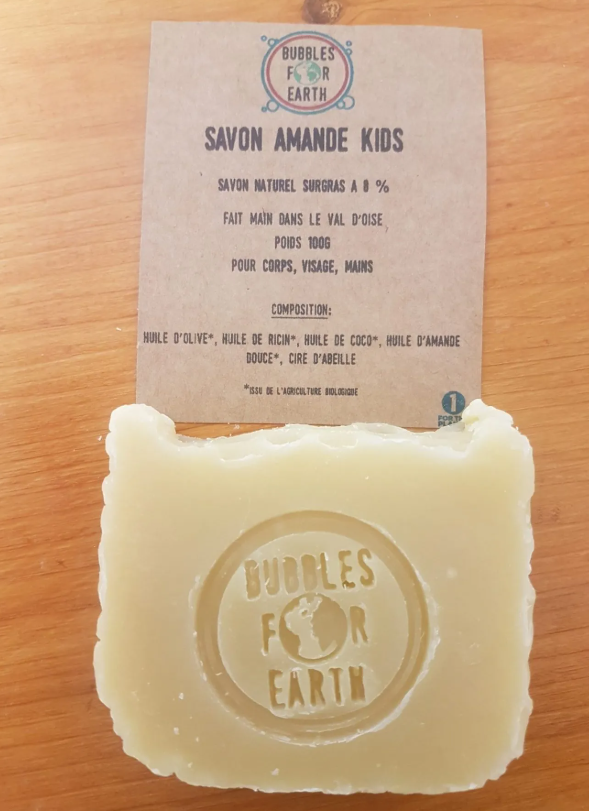 BUBBLES
FOR
EARTH
SAVON AMANDE KIDS
SAVON NATUREL SURGRAS A 8 %
FAIT MAIN DANS LE VAL D'OISE
POIDS 100G
POUR CORPS, VISAGE, MAINS
COMPOSITION:
HUILE D'OLIVE*, HUILE DE RICIN*, HUILE DE COCO*, HUILE D'AMANDE
DOUCE*, CIRE D'ABEILLE
*ISSU DE L'AGRICULTURE BIOLOGIQUE
1
FOR TH
BUBBLES
FOR
EARTH